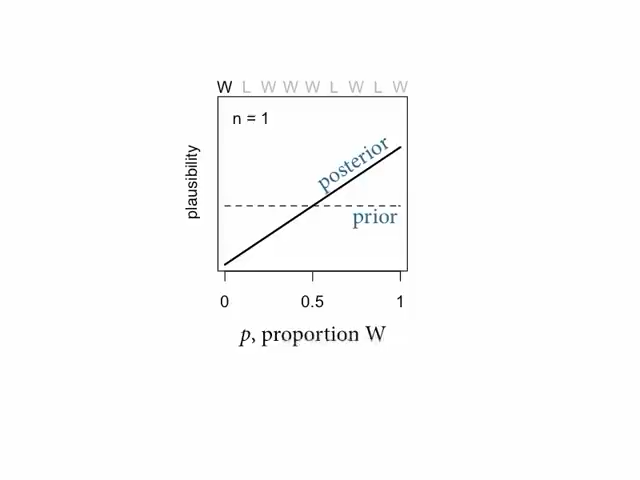 W L W W W L W L W
n = 1
plausibility
posterior
prior
0 0.5 1
p, proportion W